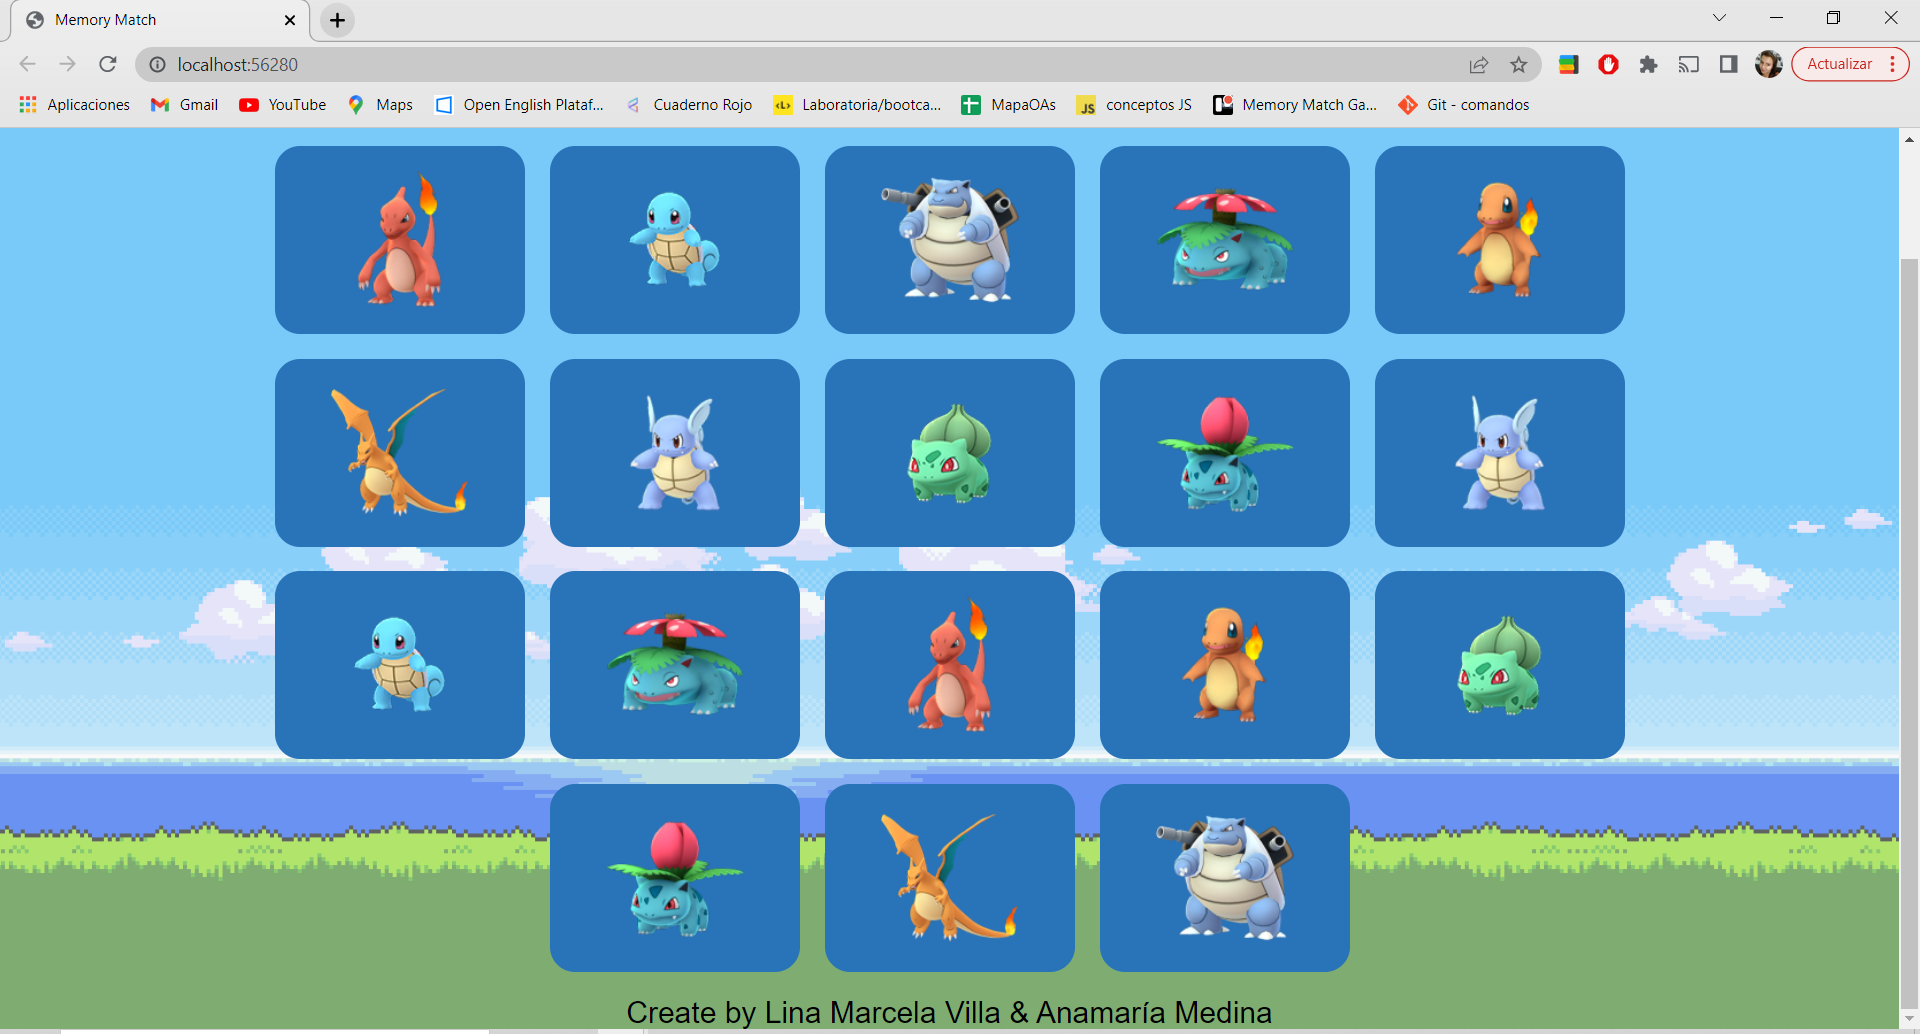 Memory Match
localhost:56280
Actualizar
Aplicaciones
Gmail
YouTube
Maps
Open English Plataf...
Cuaderno Rojo
<L>
Laboratoria/bootca...
MapaOAs
JS
conceptos JS
Memory Match Ga...
Git - comandos
Create by Lina Marcela Villa & Anamaría Medina